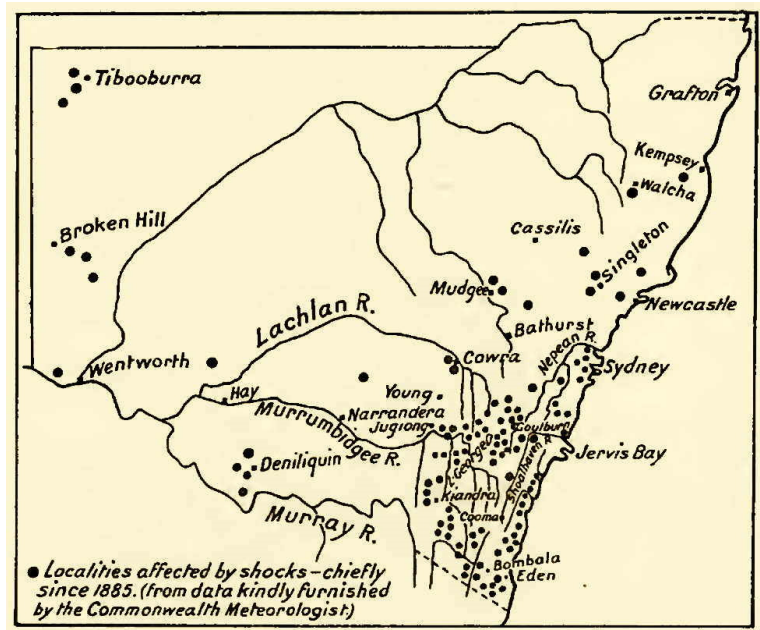 Tibooburra
Grafton
Kempsey
Walcha
Broken Hill
Cassilis
Singleton
Mudgee
Newcastle
Lachlan R.
Bathurst
Nepean R.
Wentworth
Cowra
Sydney
Hay
Young
Narrandera
Murrumbidgee R.
Jugiong
Goulburn
L. George
Jervis Bay
Deniliquin
Shoalhaven R.
Kiandra
Murray R.
Cooma
Bombala
Eden
Localities affected by shocks–chiefly
since 1885. (from data kindly furnished
by the Commonwealth Meteorologist.)